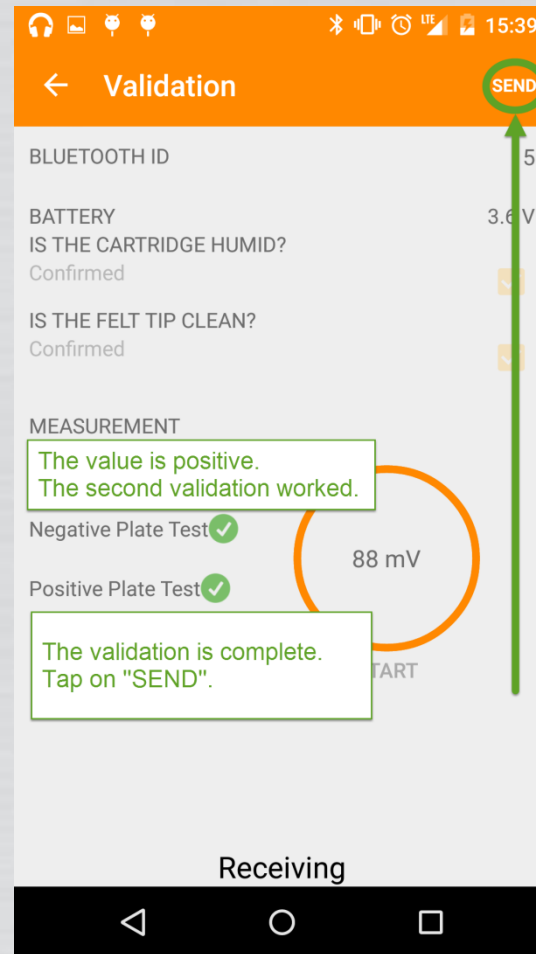 LTE 15:39
Validation SEND
BLUETOOTH ID 5
BATTERY 3.6 V
IS THE CARTRIDGE HUMID?
Confirmed
IS THE FELT TIP CLEAN?
Confirmed
MEASUREMENT
The value is positive.
The second validation worked.
Negative Plate Test
88 mV
Positive Plate Test
The validation is complete.
Tap on "SEND".
Receiving